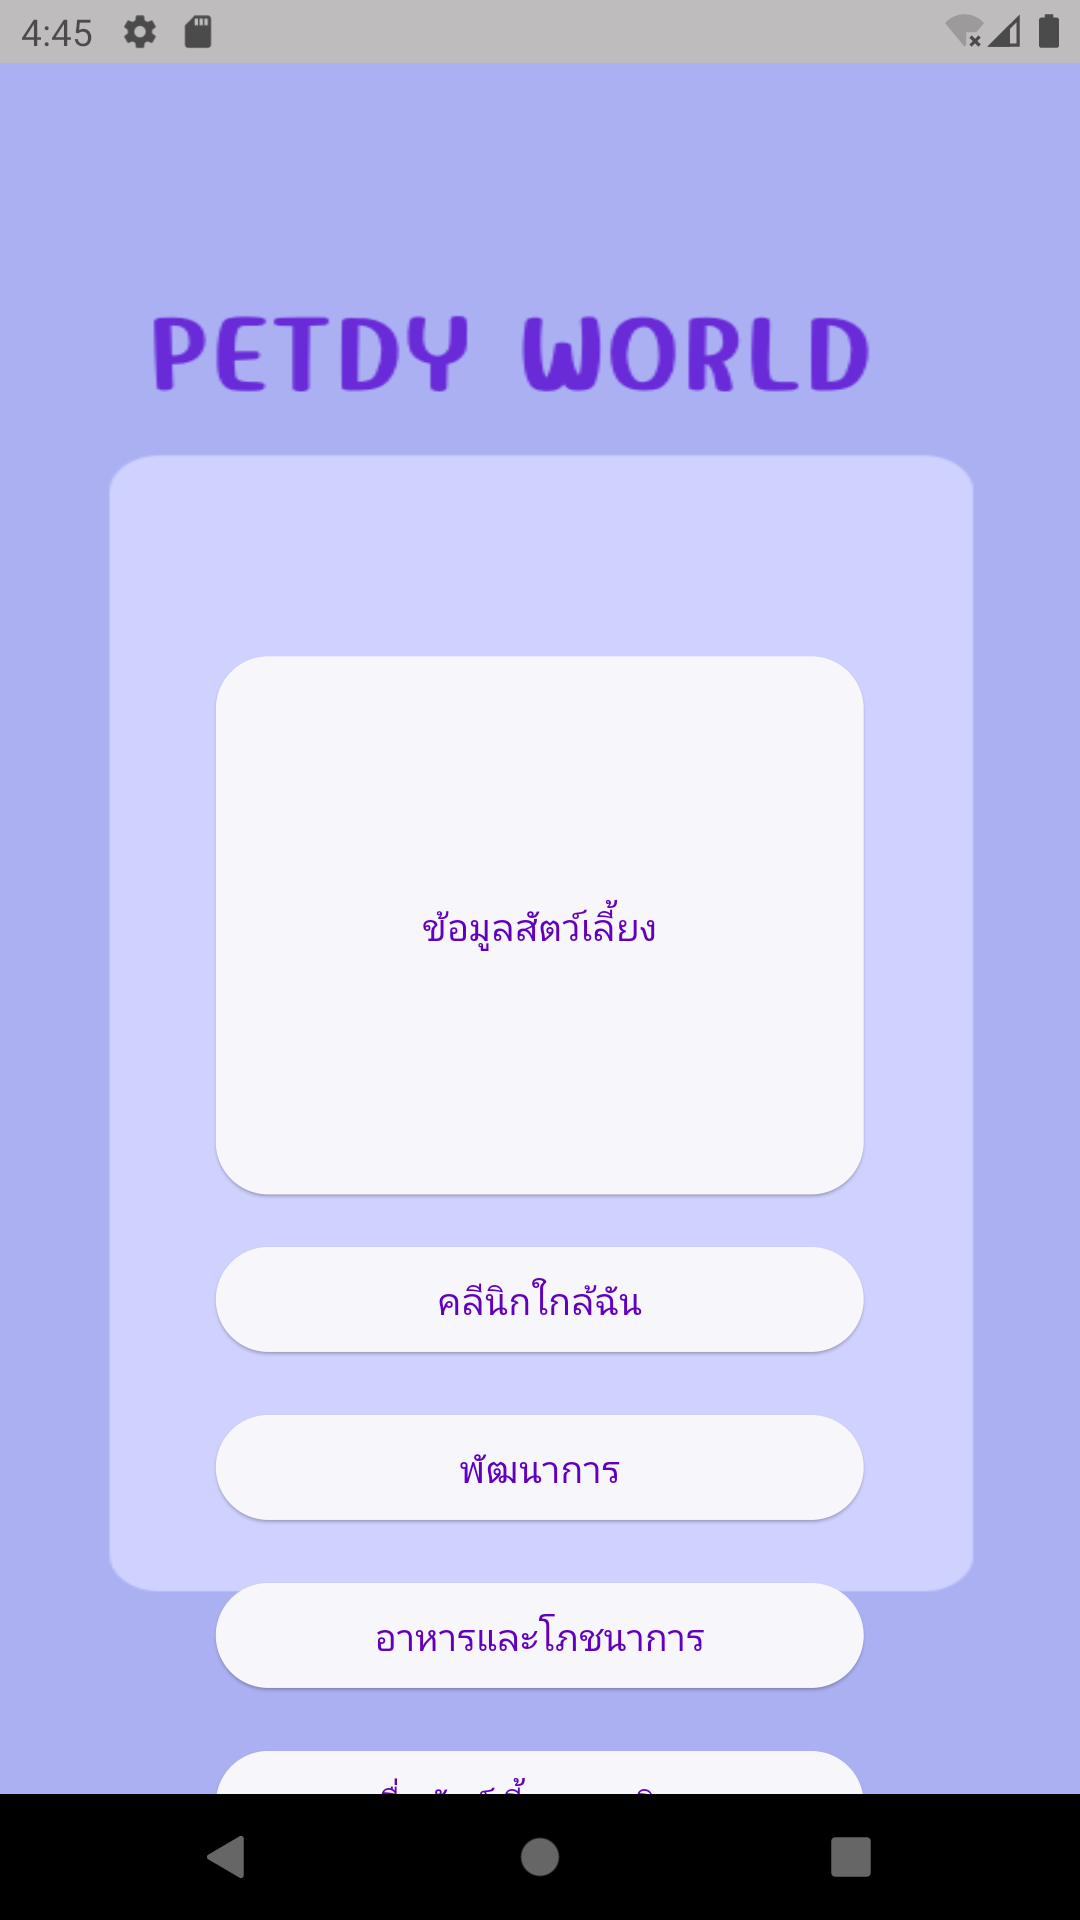 4:45
PETDY WORLD
ข้อมูลสัตว์เลี้ยง
คลีนิกใกล้ฉัน
พัฒนาการ
อาหารและโภชนาการ